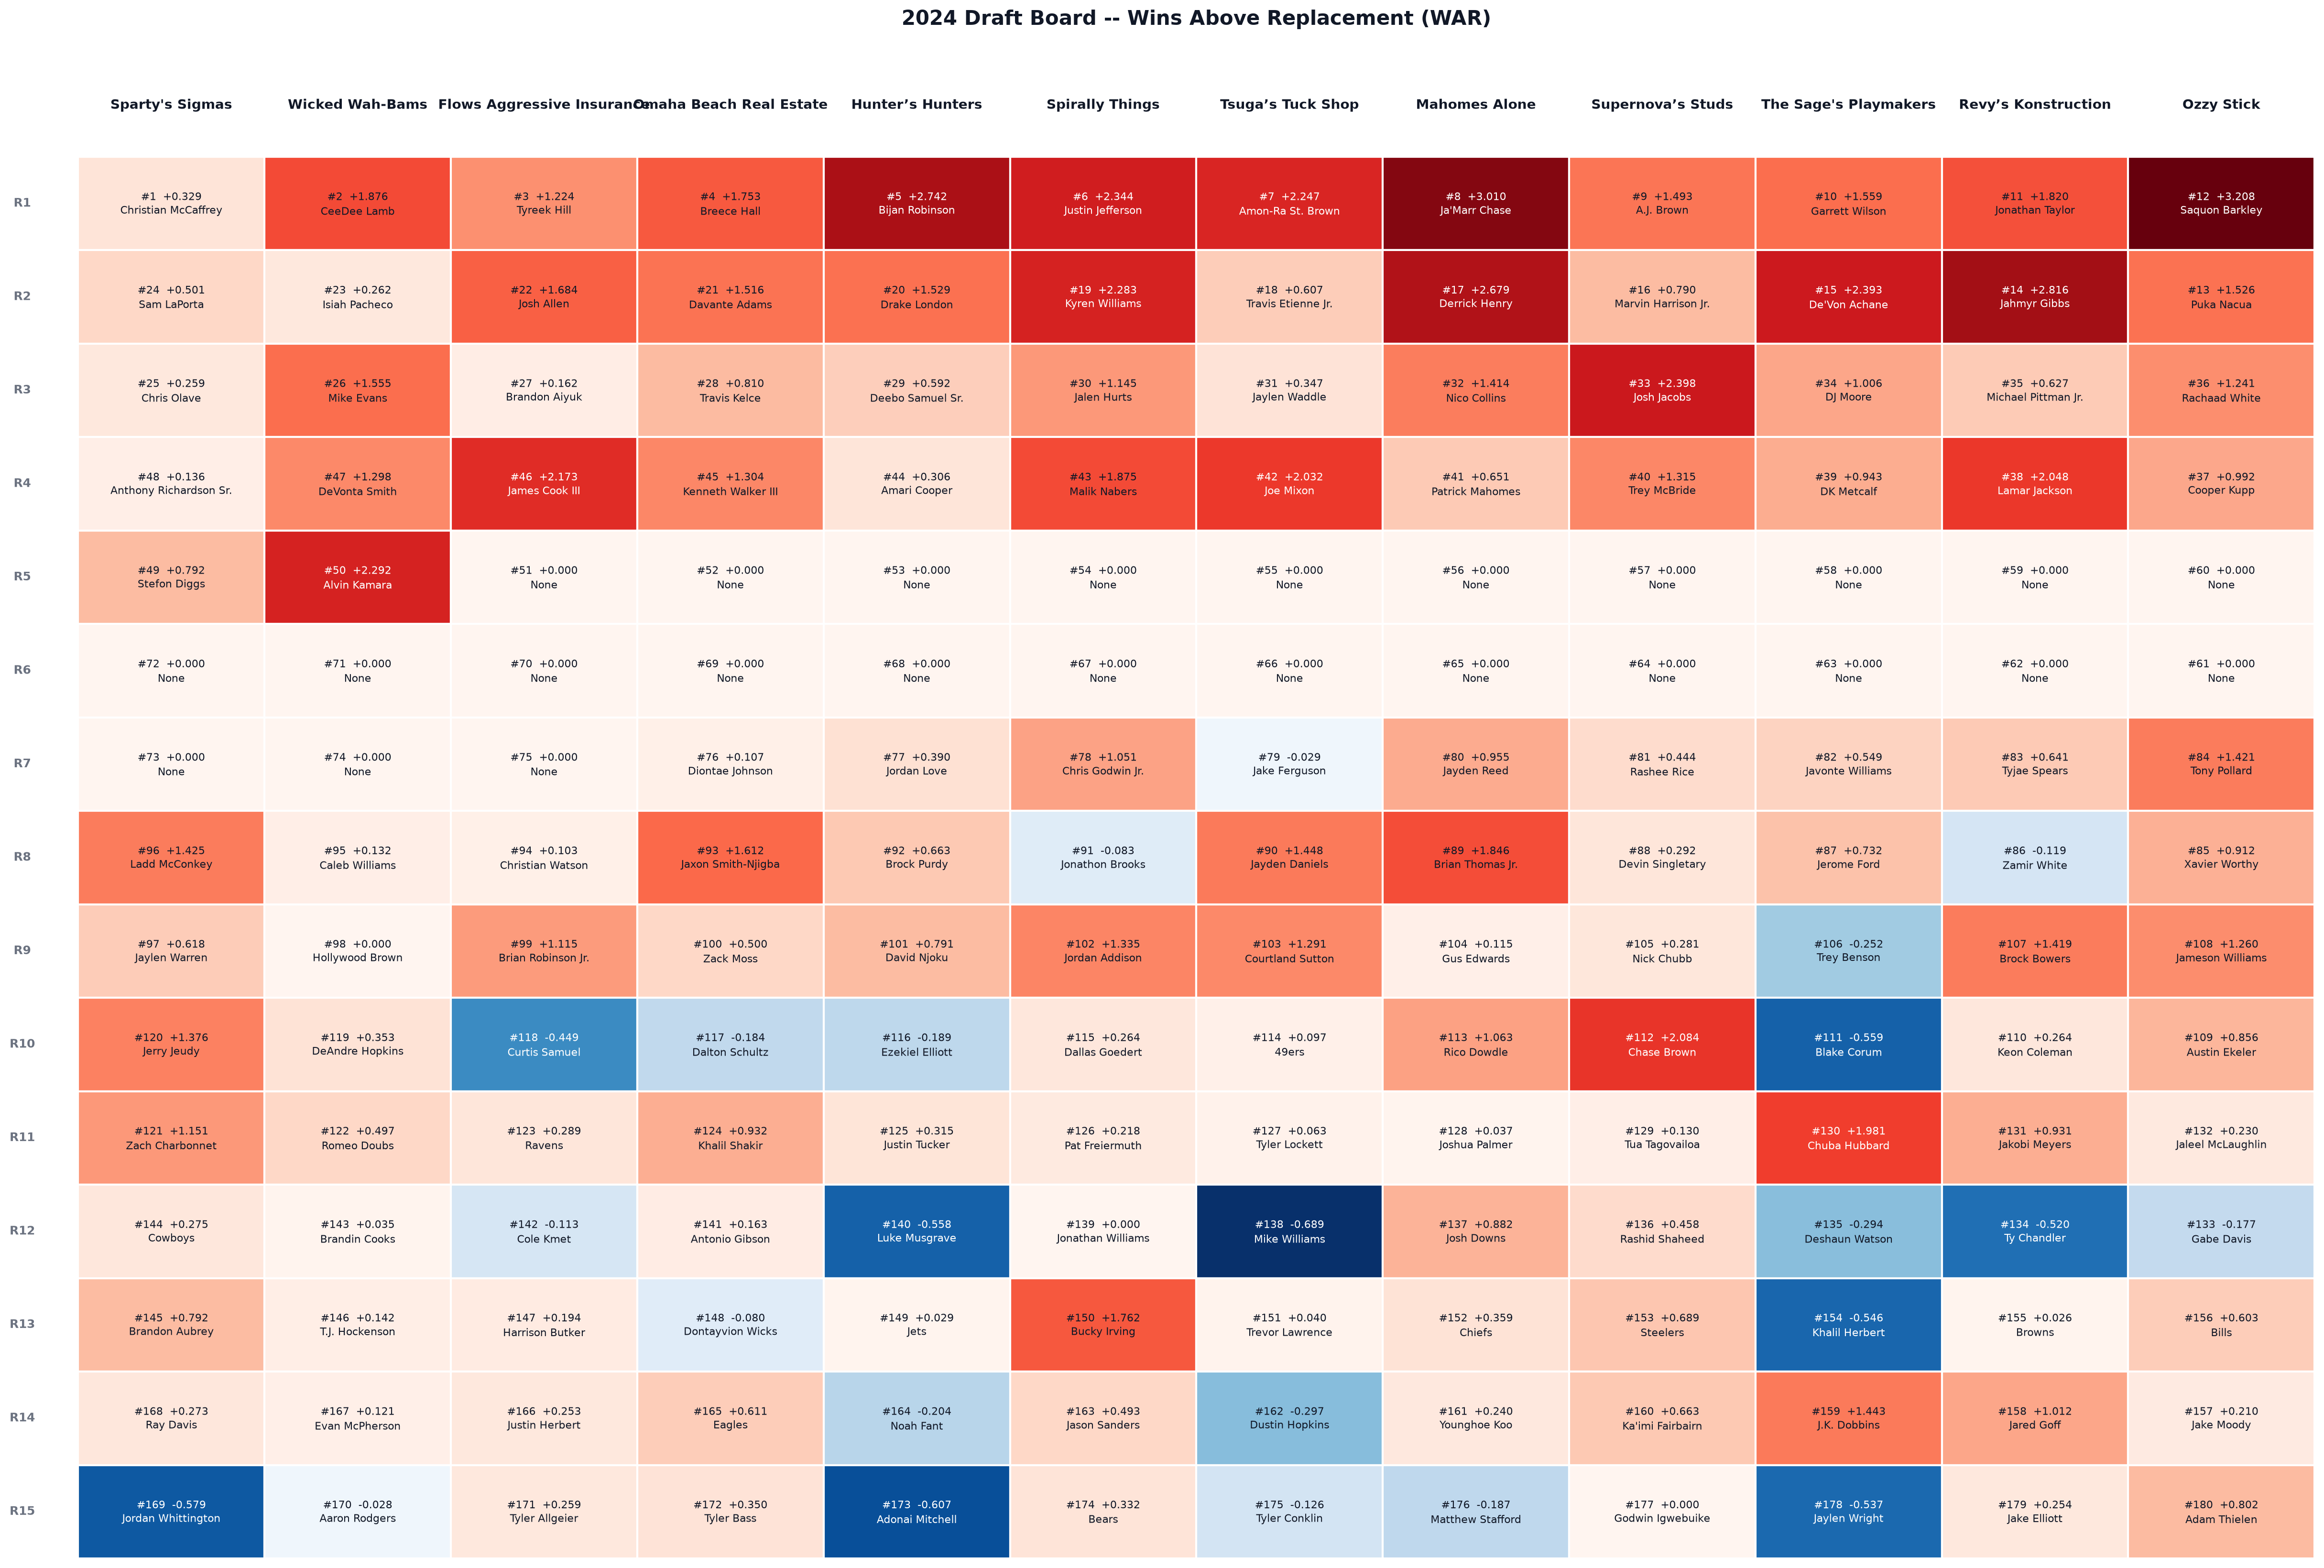 2024 Draft Board -- Wins Above Replacement (WAR)
Sparty's Sigmas Wicked Wah-Bams Flows Aggressive Insurance Omaha Beach Real Estate Hunter’s Hunters Spirally Things Tsuga’s Tuck Shop Mahomes Alone Supernova’s Studs The Sage's Playmakers Revy’s Konstruction Ozzy Stick
R1
#1 +0.329 #2 +1.876 #3 +1.224 #4 +1.753 #5 +2.742 #6 +2.344 #7 +2.247 #8 +3.010 #9 +1.493 #10 +1.559 #11 +1.820 #12 +3.208
Christian McCaffrey CeeDee Lamb Tyreek Hill Breece Hall Bijan Robinson Justin Jefferson Amon-Ra St. Brown Ja'Marr Chase A.J. Brown Garrett Wilson Jonathan Taylor Saquon Barkley
R2
#24 +0.501 #23 +0.262 #22 +1.684 #21 +1.516 #20 +1.529 #19 +2.283 #18 +0.607 #17 +2.679 #16 +0.790 #15 +2.393 #14 +2.816 #13 +1.526
Sam LaPorta Isiah Pacheco Josh Allen Davante Adams Drake London Kyren Williams Travis Etienne Jr. Derrick Henry Marvin Harrison Jr. De'Von Achane Jahmyr Gibbs Puka Nacua
R3
#25 +0.259 #26 +1.555 #27 +0.162 #28 +0.810 #29 +0.592 #30 +1.145 #31 +0.347 #32 +1.414 #33 +2.398 #34 +1.006 #35 +0.627 #36 +1.241
Chris Olave Mike Evans Brandon Aiyuk Travis Kelce Deebo Samuel Sr. Jalen Hurts Jaylen Waddle Nico Collins Josh Jacobs DJ Moore Michael Pittman Jr. Rachaad White
R4
#48 +0.136 #47 +1.298 #46 +2.173 #45 +1.304 #44 +0.306 #43 +1.875 #42 +2.032 #41 +0.651 #40 +1.315 #39 +0.943 #38 +2.048 #37 +0.992
Anthony Richardson Sr. DeVonta Smith James Cook III Kenneth Walker III Amari Cooper Malik Nabers Joe Mixon Patrick Mahomes Trey McBride DK Metcalf Lamar Jackson Cooper Kupp
R5
#49 +0.792 #50 +2.292 #51 +0.000 #52 +0.000 #53 +0.000 #54 +0.000 #55 +0.000 #56 +0.000 #57 +0.000 #58 +0.000 #59 +0.000 #60 +0.000
Stefon Diggs Alvin Kamara None None None None None None None None None None
R6
#72 +0.000 #71 +0.000 #70 +0.000 #69 +0.000 #68 +0.000 #67 +0.000 #66 +0.000 #65 +0.000 #64 +0.000 #63 +0.000 #62 +0.000 #61 +0.000
None None None None None None None None None None None None
R7
#73 +0.000 #74 +0.000 #75 +0.000 #76 +0.107 #77 +0.390 #78 +1.051 #79 -0.029 #80 +0.955 #81 +0.444 #82 +0.549 #83 +0.641 #84 +1.421
None None None Diontae Johnson Jordan Love Chris Godwin Jr. Jake Ferguson Jayden Reed Rashee Rice Javonte Williams Tyjae Spears Tony Pollard
R8
#96 +1.425 #95 +0.132 #94 +0.103 #93 +1.612 #92 +0.663 #91 -0.083 #90 +1.448 #89 +1.846 #88 +0.292 #87 +0.732 #86 -0.119 #85 +0.912
Ladd McConkey Caleb Williams Christian Watson Jaxon Smith-Njigba Brock Purdy Jonathon Brooks Jayden Daniels Brian Thomas Jr. Devin Singletary Jerome Ford Zamir White Xavier Worthy
R9
#97 +0.618 #98 +0.000 #99 +1.115 #100 +0.500 #101 +0.791 #102 +1.335 #103 +1.291 #104 +0.115 #105 +0.281 #106 -0.252 #107 +1.419 #108 +1.260
Jaylen Warren Hollywood Brown Brian Robinson Jr. Zack Moss David Njoku Jordan Addison Courtland Sutton Gus Edwards Nick Chubb Trey Benson Brock Bowers Jameson Williams
R10
#120 +1.376 #119 +0.353 #118 -0.449 #117 -0.184 #116 -0.189 #115 +0.264 #114 +0.097 #113 +1.063 #112 +2.084 #111 -0.559 #110 +0.264 #109 +0.856
Jerry Jeudy DeAndre Hopkins Curtis Samuel Dalton Schultz Ezekiel Elliott Dallas Goedert 49ers Rico Dowdle Chase Brown Blake Corum Keon Coleman Austin Ekeler
R11
#121 +1.151 #122 +0.497 #123 +0.289 #124 +0.932 #125 +0.315 #126 +0.218 #127 +0.063 #128 +0.037 #129 +0.130 #130 +1.981 #131 +0.931 #132 +0.230
Zach Charbonnet Romeo Doubs Ravens Khalil Shakir Justin Tucker Pat Freiermuth Tyler Lockett Joshua Palmer Tua Tagovailoa Chuba Hubbard Jakobi Meyers Jaleel McLaughlin
R12
#144 +0.275 #143 +0.035 #142 -0.113 #141 +0.163 #140 -0.558 #139 +0.000 #138 -0.689 #137 +0.882 #136 +0.458 #135 -0.294 #134 -0.520 #133 -0.177
Cowboys Brandin Cooks Cole Kmet Antonio Gibson Luke Musgrave Jonathan Williams Mike Williams Josh Downs Rashid Shaheed Deshaun Watson Ty Chandler Gabe Davis
R13
#145 +0.792 #146 +0.142 #147 +0.194 #148 -0.080 #149 +0.029 #150 +1.762 #151 +0.040 #152 +0.359 #153 +0.689 #154 -0.546 #155 +0.026 #156 +0.603
Brandon Aubrey T.J. Hockenson Harrison Butker Dontayvion Wicks Jets Bucky Irving Trevor Lawrence Chiefs Steelers Khalil Herbert Browns Bills
R14
#168 +0.273 #167 +0.121 #166 +0.253 #165 +0.611 #164 -0.204 #163 +0.493 #162 -0.297 #161 +0.240 #160 +0.663 #159 +1.443 #158 +1.012 #157 +0.210
Ray Davis Evan McPherson Justin Herbert Eagles Noah Fant Jason Sanders Dustin Hopkins Younghoe Koo Ka'imi Fairbairn J.K. Dobbins Jared Goff Jake Moody
R15
#169 -0.579 #170 -0.028 #171 +0.259 #172 +0.350 #173 -0.607 #174 +0.332 #175 -0.126 #176 -0.187 #177 +0.000 #178 -0.537 #179 +0.254 #180 +0.802
Jordan Whittington Aaron Rodgers Tyler Allgeier Tyler Bass Adonai Mitchell Bears Tyler Conklin Matthew Stafford Godwin Igwebuike Jaylen Wright Jake Elliott Adam Thielen